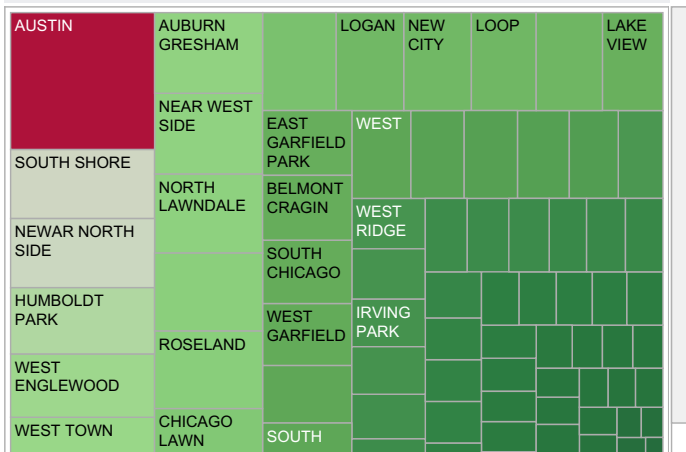 AUSTIN
SOUTH SHORE
NEWAR NORTH
SIDE
HUMBOLDT
PARK
WEST
ENGLEWOOD
WEST TOWN
AUBURN
GRESHAM
NEAR WEST
SIDE
NORTH
LAWNDALE
ROSELAND
CHICAGO
LAWN
LOGAN
NEW
CITY
LOOP
LAKE
VIEW
EAST
GARFIELD
PARK
BELMONT
CRAGIN
SOUTH
CHICAGO
WEST
GARFIELD
SOUTH
WEST
WEST
RIDGE
IRVING
PARK